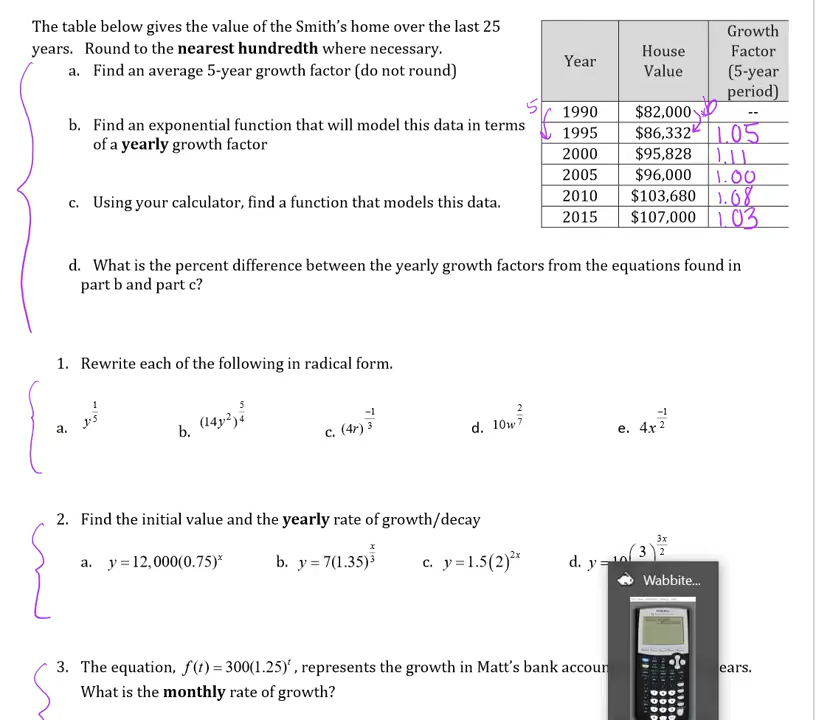 The table below gives the value of the Smith's home over the last 25
years. Round to the nearest hundredth where necessary.
a. Find an average 5-year growth factor (do not round)
b. Find an exponential function that will model this data in terms
of a yearly growth factor
c. Using your calculator, find a function that models this data.
d. What is the percent difference between the yearly growth factors from the equations found in
part b and part c?
Year House Value Growth Factor (5-year period)
5 1990 $82,000 b --
1995 $86,332 1.05
2000 $95,828 1.11
2005 $96,000 1.00
2010 $103,680 1.08
2015 $107,000 1.03
1. Rewrite each of the following in radical form.
a. y^{1/5} b. (14y^2)^{5/4} c. (4r)^{-1/3} d. 10w^{2/7} e. 4x^{-1/2}
2. Find the initial value and the yearly rate of growth/decay
a. y = 12,000(0.75)^x b. y = 7(1.35)^{x/3} c. y = 1.5(2)^{2x} d. y = 10(3)^{3x/2}
Wabbite...
3. The equation, f(t) = 300(1.25)^t, represents the growth in Matt's bank accoun ears.
What is the monthly rate of growth?